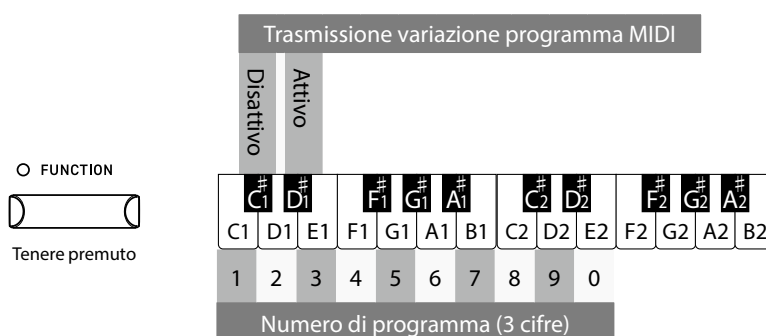 Trasmissione variazione programma MIDI
Disattivo
Attivo
FUNCTION
Tenere premuto
C#1 D#1 F#1 G#1 A#1 C#2 D#2 F#2 G#2 A#2
C1 D1 E1 F1 G1 A1 B1 C2 D2 E2 F2 G2 A2 B2
1 2 3 4 5 6 7 8 9 0
Numero di programma (3 cifre)